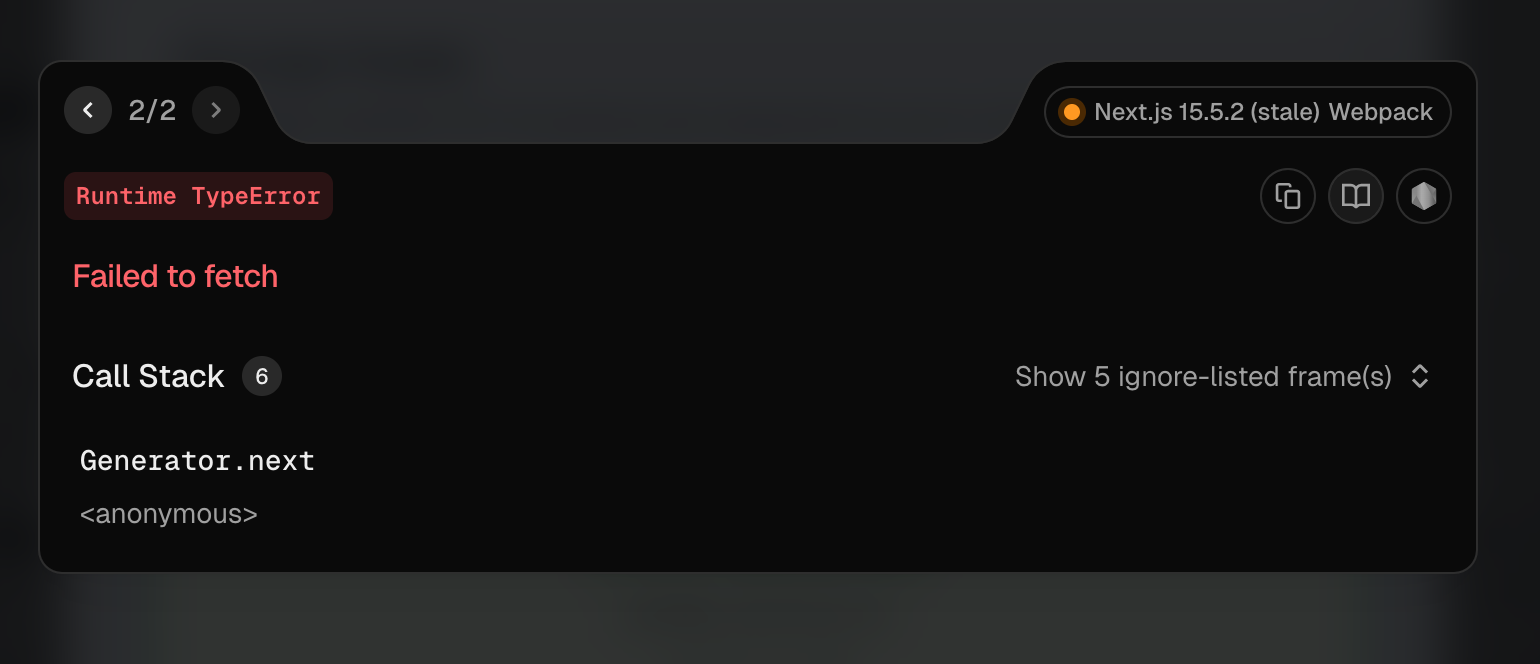 2/2
Next.js 15.5.2 (stale) Webpack
Runtime TypeError
Failed to fetch
Call Stack 6
Show 5 ignore-listed frame(s)
Generator.next
<anonymous>